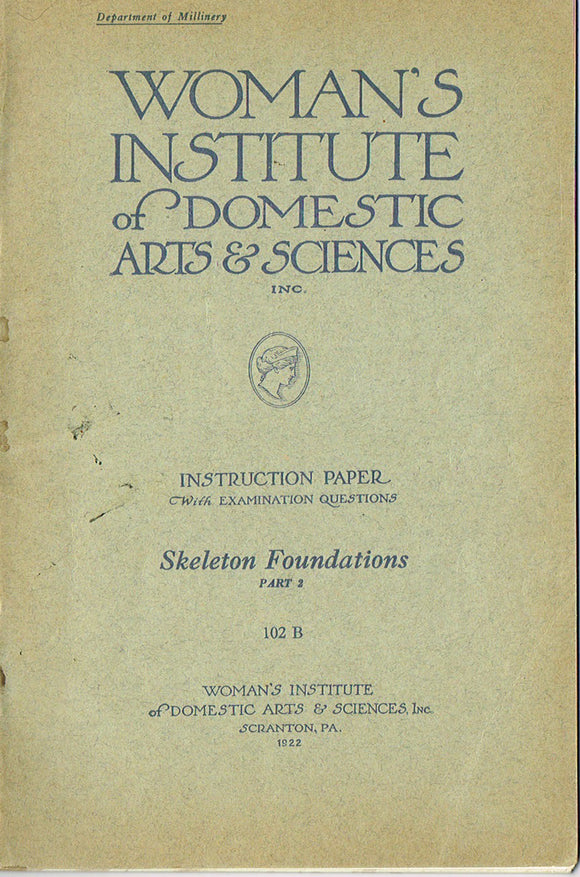 Department of Millinery
WOMAN'S
INSTITUTE
of DOMESTIC
ARTS & SCIENCES
INC.
INSTRUCTION PAPER
With EXAMINATION QUESTIONS
Skeleton Foundations
PART 2
102 B
WOMAN'S INSTITUTE
of DOMESTIC ARTS & SCIENCES, INC.
SCRANTON, PA.
1922